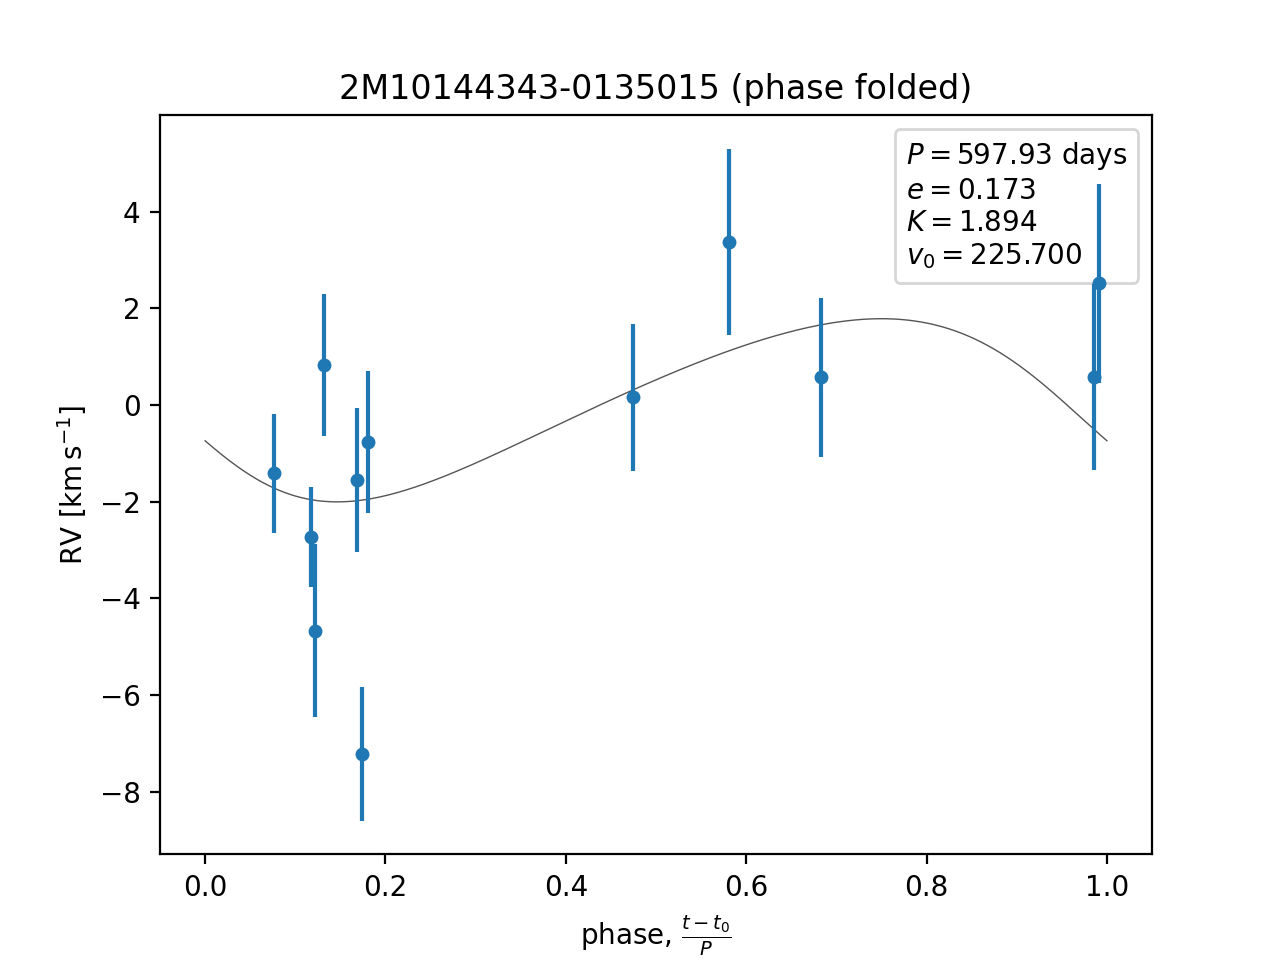 2M10144343-0135015 (phase folded)
P = 597.93 days
e = 0.173
K = 1.894
v₀ = 225.700
4
2
0
−2
−4
−6
−8
RV [km s⁻¹]
0.0 0.2 0.4 0.6 0.8 1.0
phase, (t − t₀)/P